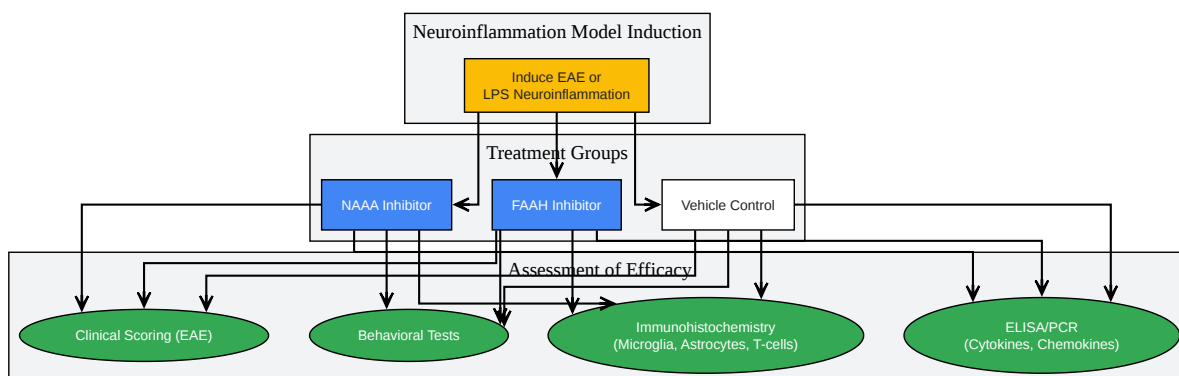 Neuroinflammation Model Induction
Induce EAE or
LPS Neuroinflammation
Treatment Groups
NAAA Inhibitor
FAAH Inhibitor
Vehicle Control
Assessment of Efficacy
Clinical Scoring (EAE)
Behavioral Tests
Immunohistochemistry
(Microglia, Astrocytes, T-cells)
ELISA/PCR
(Cytokines, Chemokines)